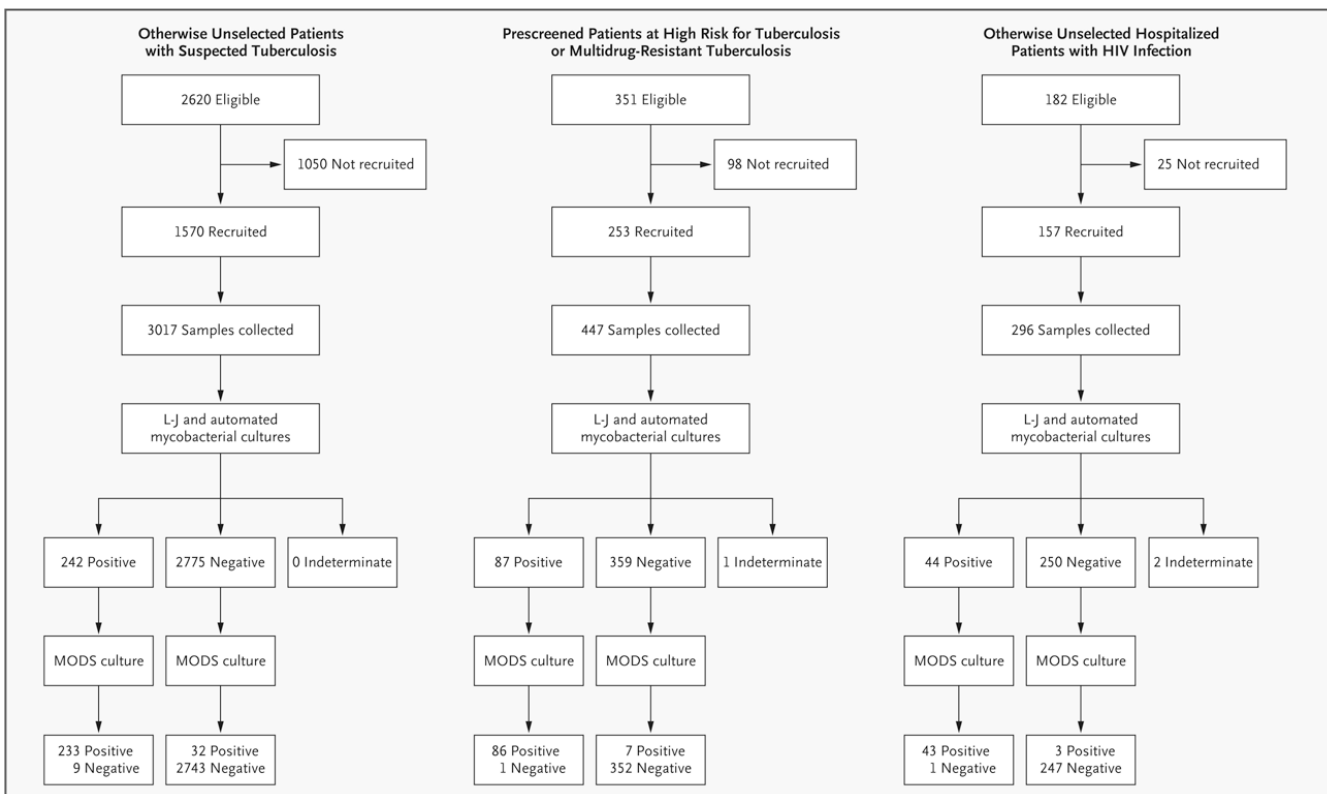 Otherwise Unselected Patients
with Suspected Tuberculosis
2620 Eligible
1050 Not recruited
1570 Recruited
3017 Samples collected
L-J and automated
mycobacterial cultures
242 Positive
2775 Negative
0 Indeterminate
MODS culture
MODS culture
233 Positive
9 Negative
32 Positive
2743 Negative
Prescreened Patients at High Risk for Tuberculosis
or Multidrug-Resistant Tuberculosis
351 Eligible
98 Not recruited
253 Recruited
447 Samples collected
L-J and automated
mycobacterial cultures
87 Positive
359 Negative
1 Indeterminate
MODS culture
MODS culture
86 Positive
1 Negative
7 Positive
352 Negative
Otherwise Unselected Hospitalized
Patients with HIV Infection
182 Eligible
25 Not recruited
157 Recruited
296 Samples collected
L-J and automated
mycobacterial cultures
44 Positive
250 Negative
2 Indeterminate
MODS culture
MODS culture
43 Positive
1 Negative
3 Positive
247 Negative